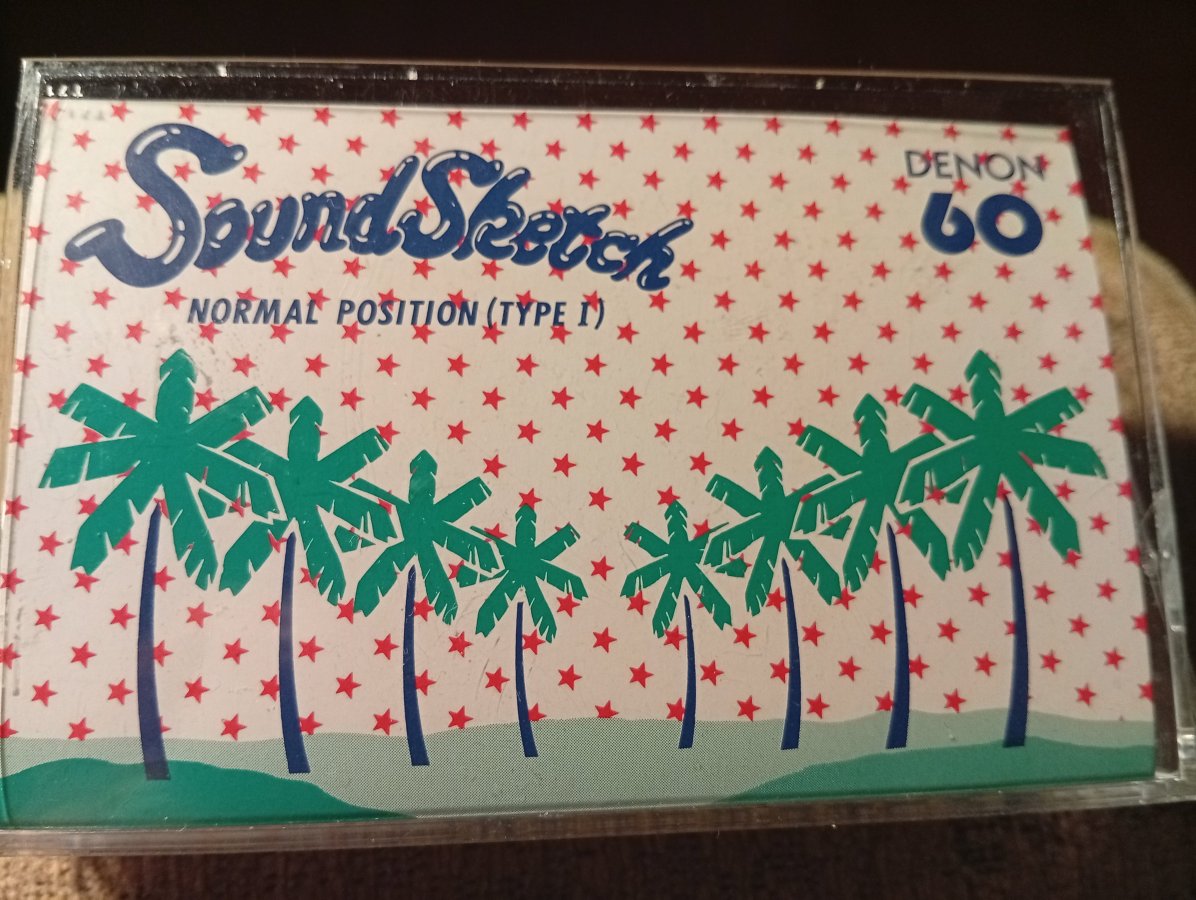 SoundSketch
NORMAL POSITION (TYPE I)
DENON
60